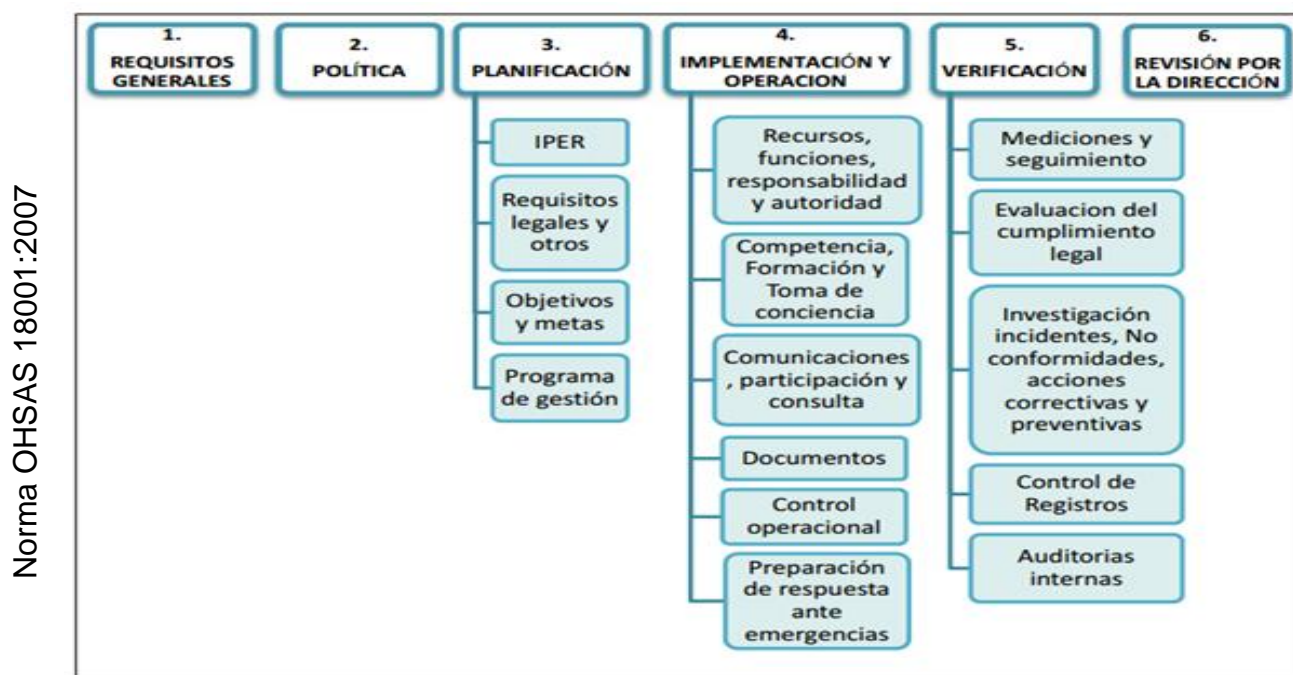 Norma OHSAS 18001:2007
1.
REQUISITOS
GENERALES
2.
POLÍTICA
3.
PLANIFICACIÓN
IPER
Requisitos
legales y
otros
Objetivos
y metas
Programa
de gestión
4.
IMPLEMENTACIÓN Y
OPERACION
Recursos,
funciones,
responsabilidad
y autoridad
Competencia,
Formación y
Toma de
conciencia
Comunicaciones
, participación y
consulta
Documentos
Control
operacional
Preparación
de respuesta
ante
emergencias
5.
VERIFICACIÓN
Mediciones y
seguimiento
Evaluacion del
cumplimiento
legal
Investigación
incidentes, No
conformidades,
acciones
correctivas y
preventivas
Control de
Registros
Auditorias
internas
6.
REVISIÓN POR
LA DIRECCIÓN